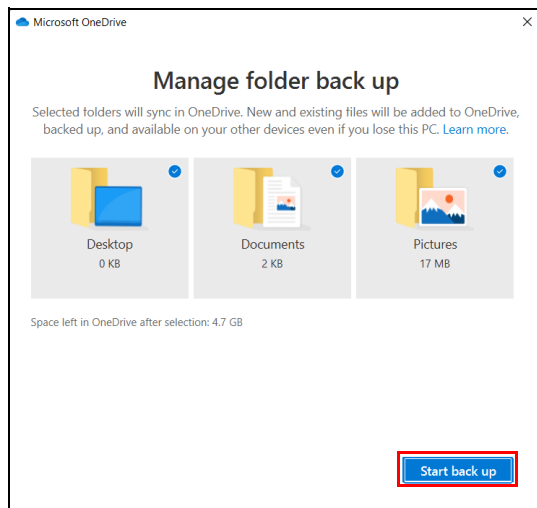 Microsoft OneDrive
Manage folder back up
Selected folders will sync in OneDrive. New and existing files will be added to OneDrive,
backed up, and available on your other devices even if you lose this PC. Learn more.
Desktop
0 KB
Documents
2 KB
Pictures
17 MB
Space left in OneDrive after selection: 4.7 GB
Start back up